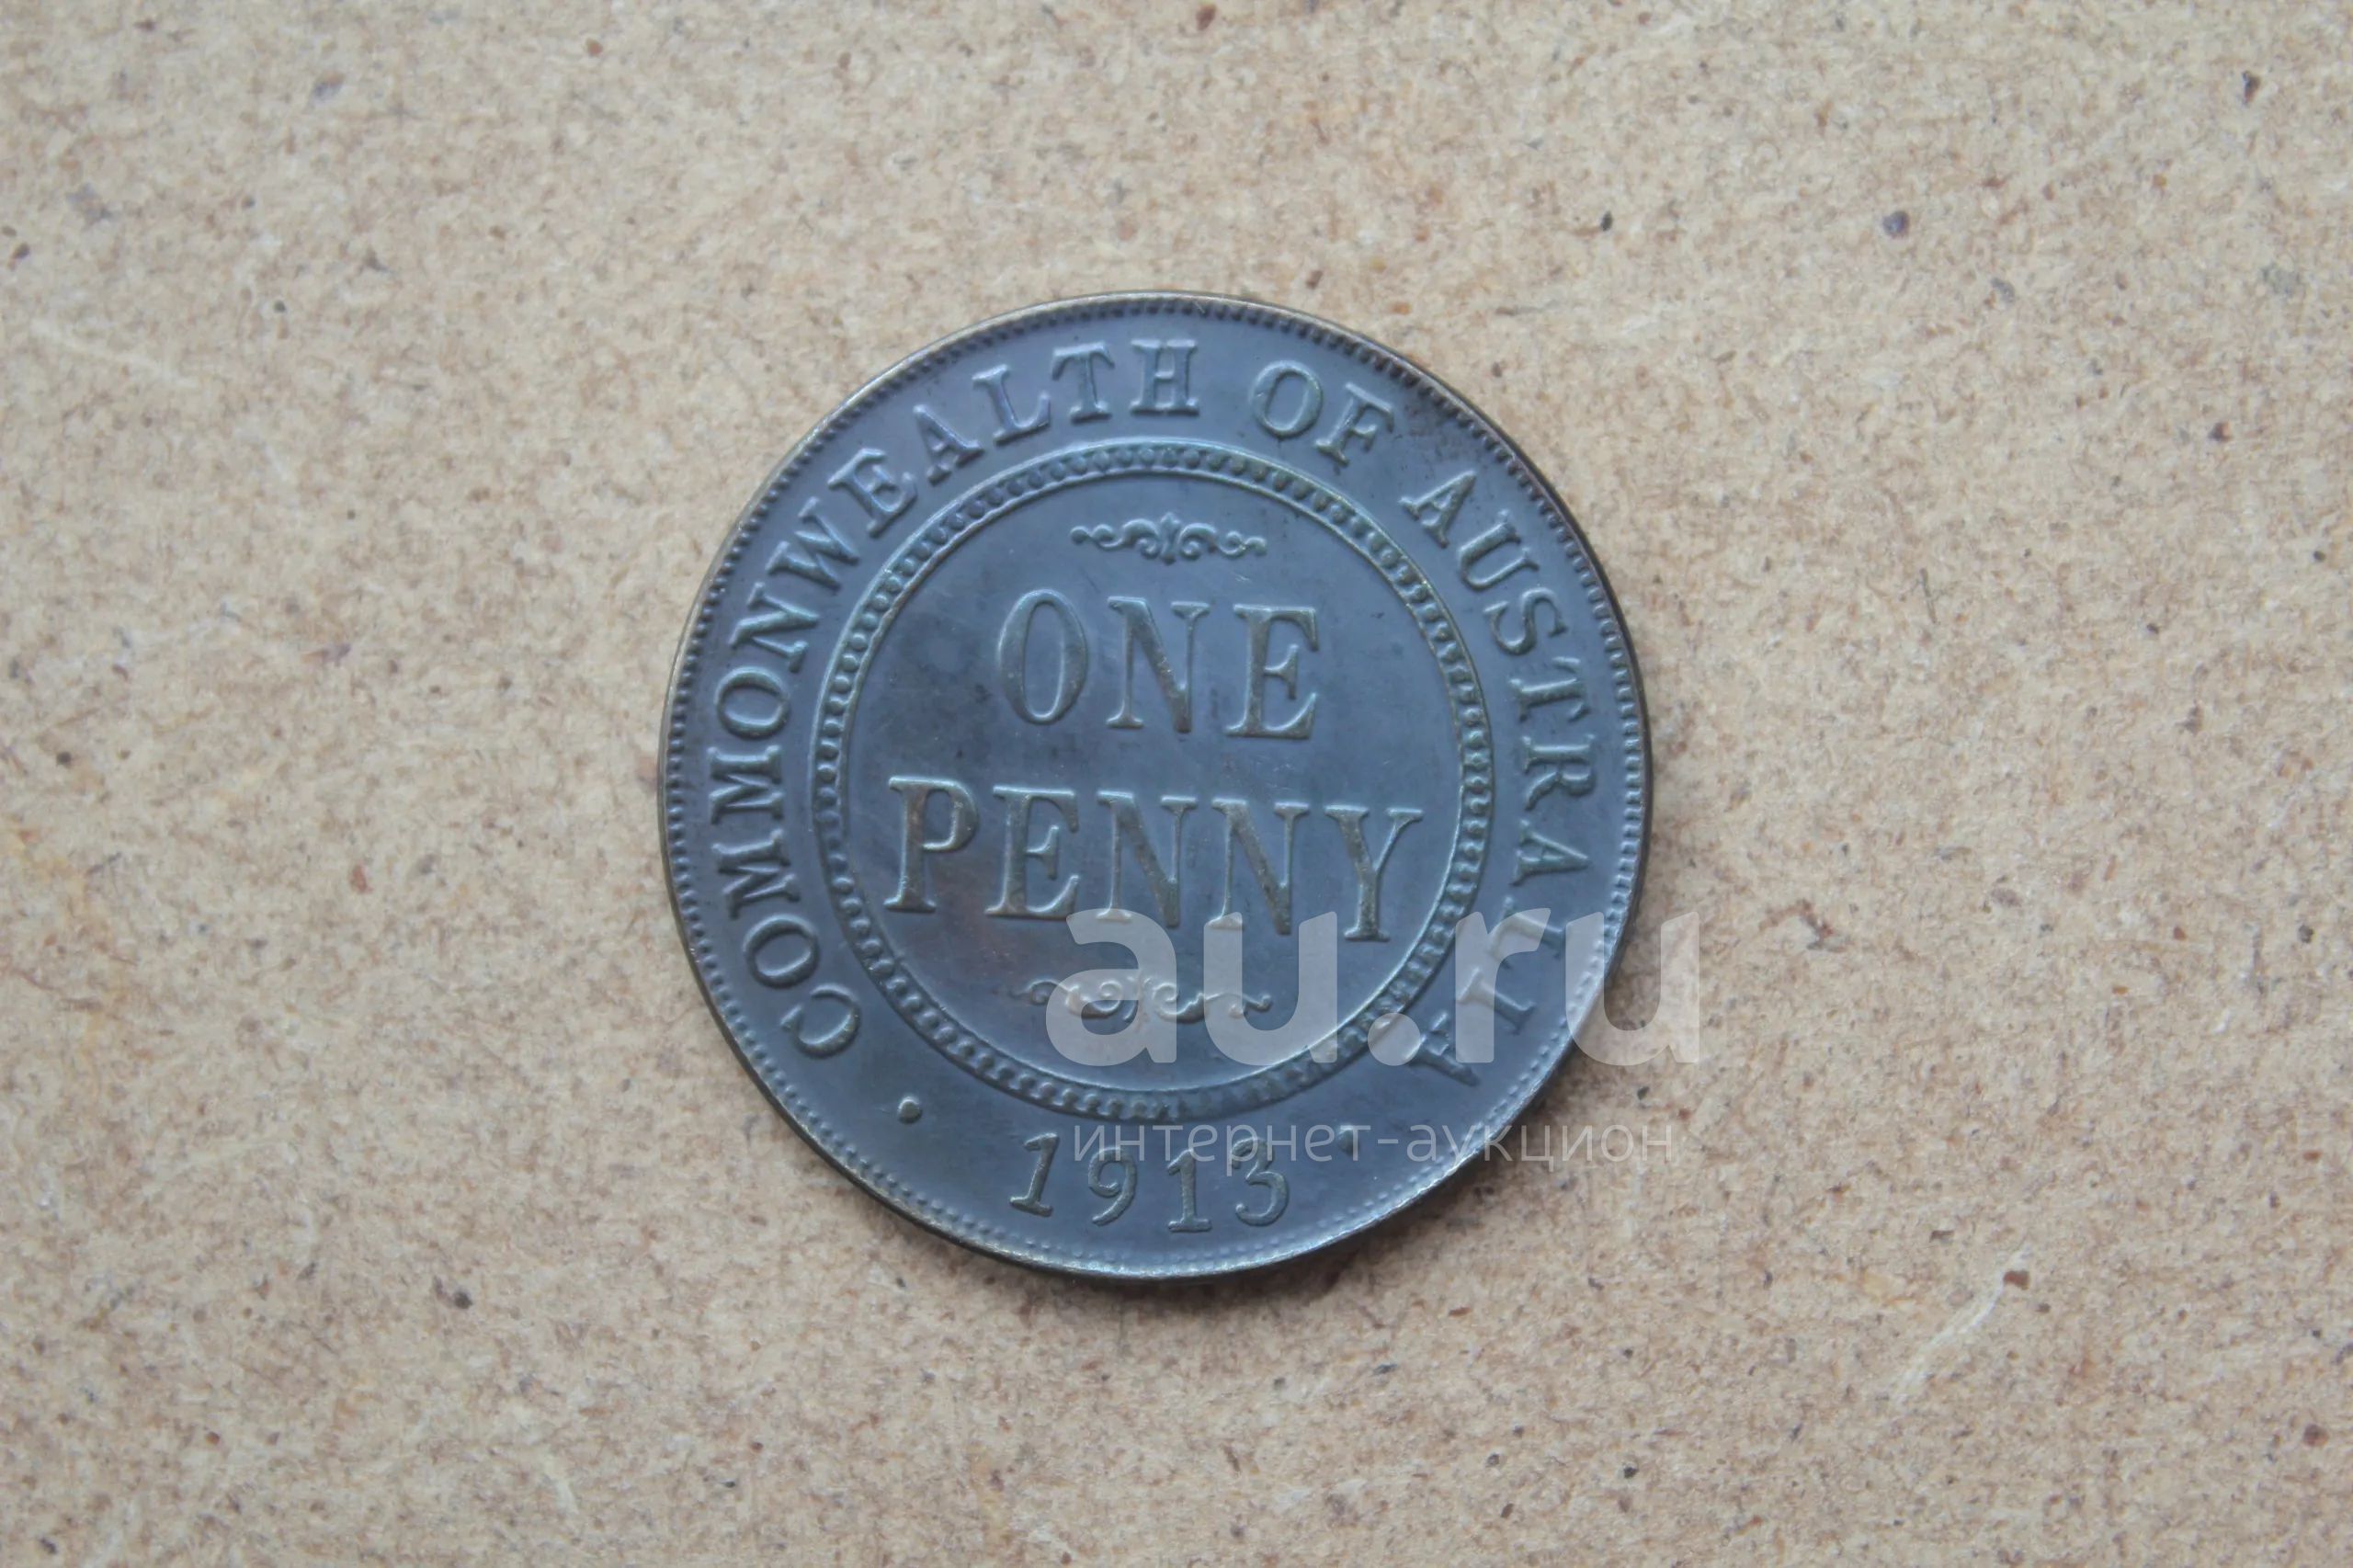 COMMONWEALTH OF AUSTRALIA
ONE
PENNY
1913
au.ru
интернет-аукцион